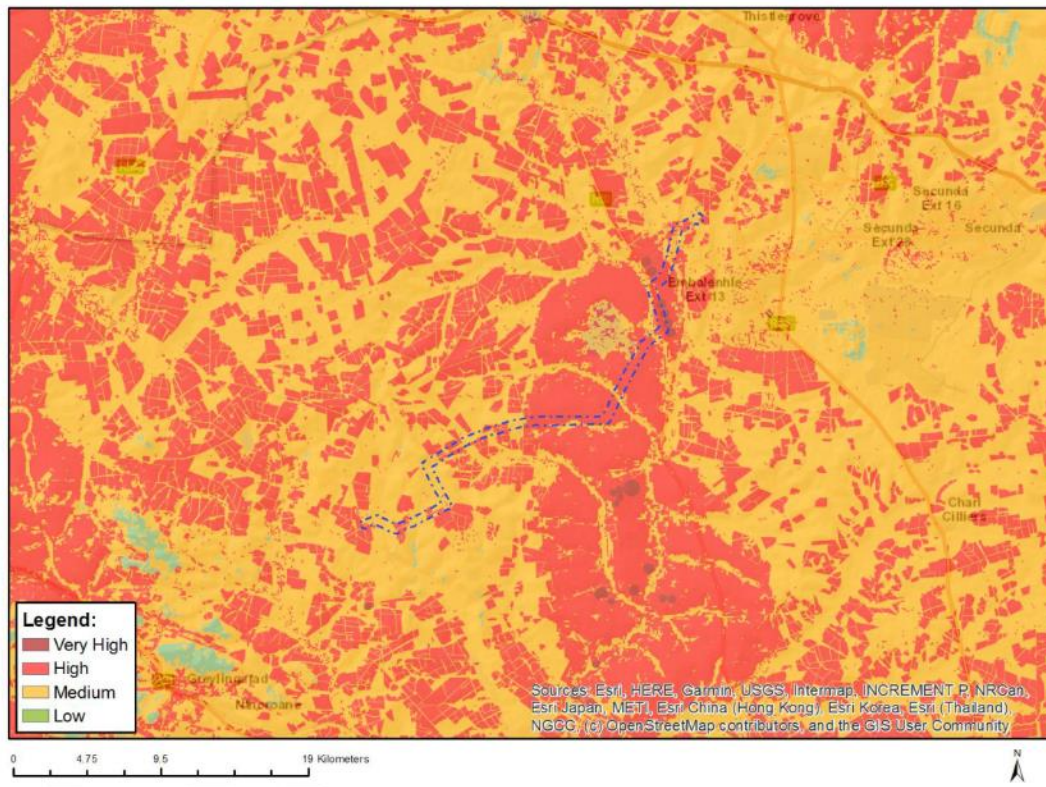 Thistlegrove
Secunda
Ext 16
Secunda
Secunda
Embalenhle
Ext 13
Charl
Cilliers
Greylingstad
Legend:
Very High
High
Medium
Low
Sources: Esri, HERE, Garmin, USGS, Intermap, INCREMENT P, NRCan,
Esri Japan, METI, Esri China (Hong Kong), Esri Korea, Esri (Thailand),
NGCC, (c) OpenStreetMap contributors, and the GIS User Community
0 4.75 9.5 19 Kilometers
N